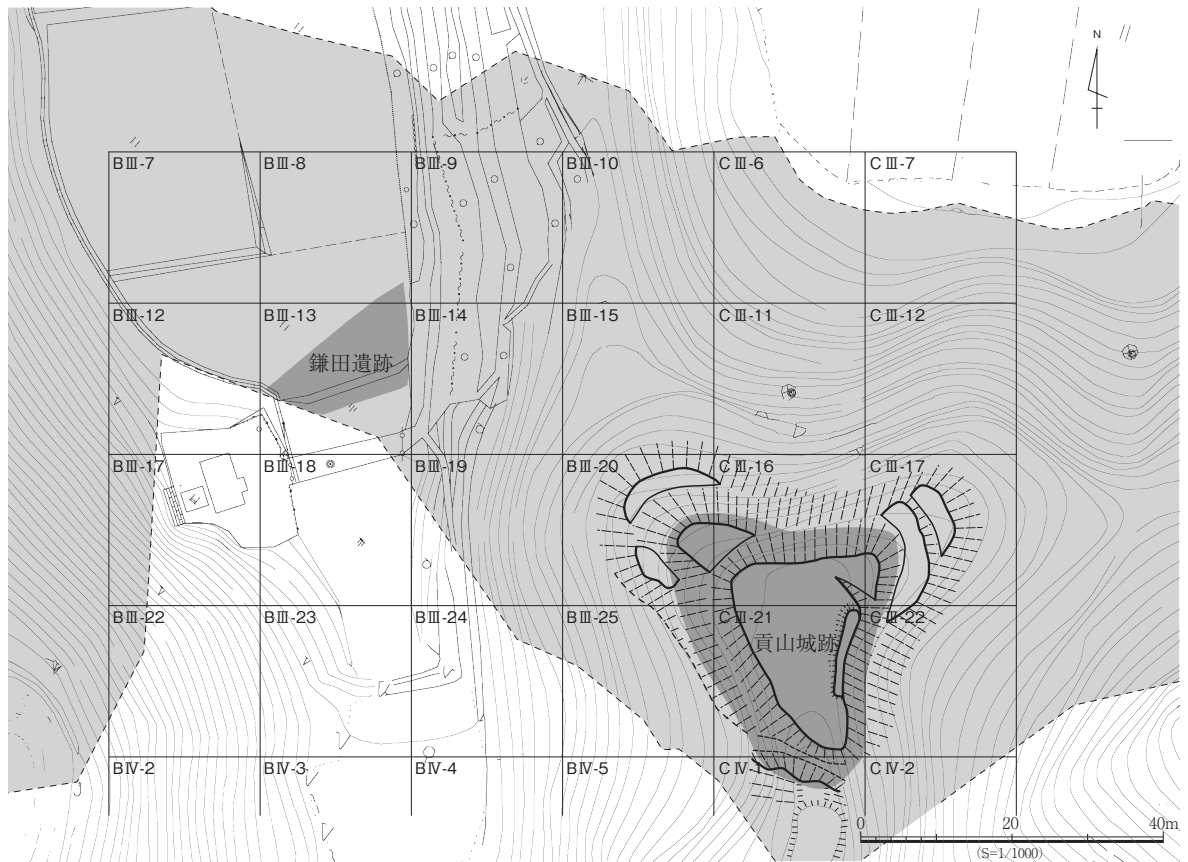 N
BⅢ-7
BⅢ-8
BⅢ-9
BⅢ-10
CⅢ-6
CⅢ-7
BⅢ-12
BⅢ-13
BⅢ-14
BⅢ-15
CⅢ-11
CⅢ-12
鎌田遺跡
BⅢ-17
BⅢ-18
BⅢ-19
BⅢ-20
CⅢ-16
CⅢ-17
BⅢ-22
BⅢ-23
BⅢ-24
BⅢ-25
CⅢ-21
CⅢ-22
貢山城跡
BⅣ-2
BⅣ-3
BⅣ-4
BⅣ-5
CⅣ-1
CⅣ-2
0 20 40m
(S=1/1000)